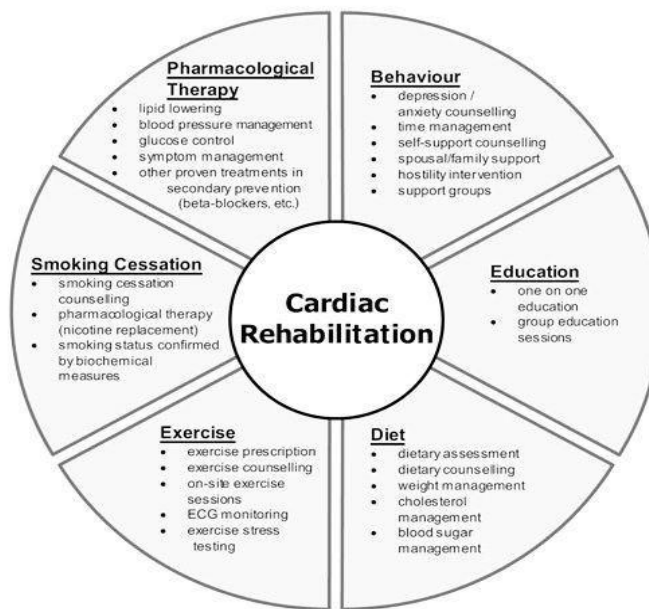 Pharmacological
Therapy
• lipid lowering
• blood pressure management
• glucose control
• symptom management
• other proven treatments in
secondary prevention
(beta-blockers, etc.)
Behaviour
• depression /
anxiety counselling
• time management
• self-support counselling
• spousal/family support
• hostility intervention
• support groups
Smoking Cessation
• smoking cessation
counselling
• pharmacological therapy
(nicotine replacement)
• smoking status confirmed
by biochemical
measures
Cardiac
Rehabilitation
Education
• one on one
education
• group education
sessions
Exercise
• exercise prescription
• exercise counselling
• on-site exercise
sessions
• ECG monitoring
• exercise stress
testing
Diet
• dietary assessment
• dietary counselling
• weight management
• cholesterol
management
• blood sugar
management